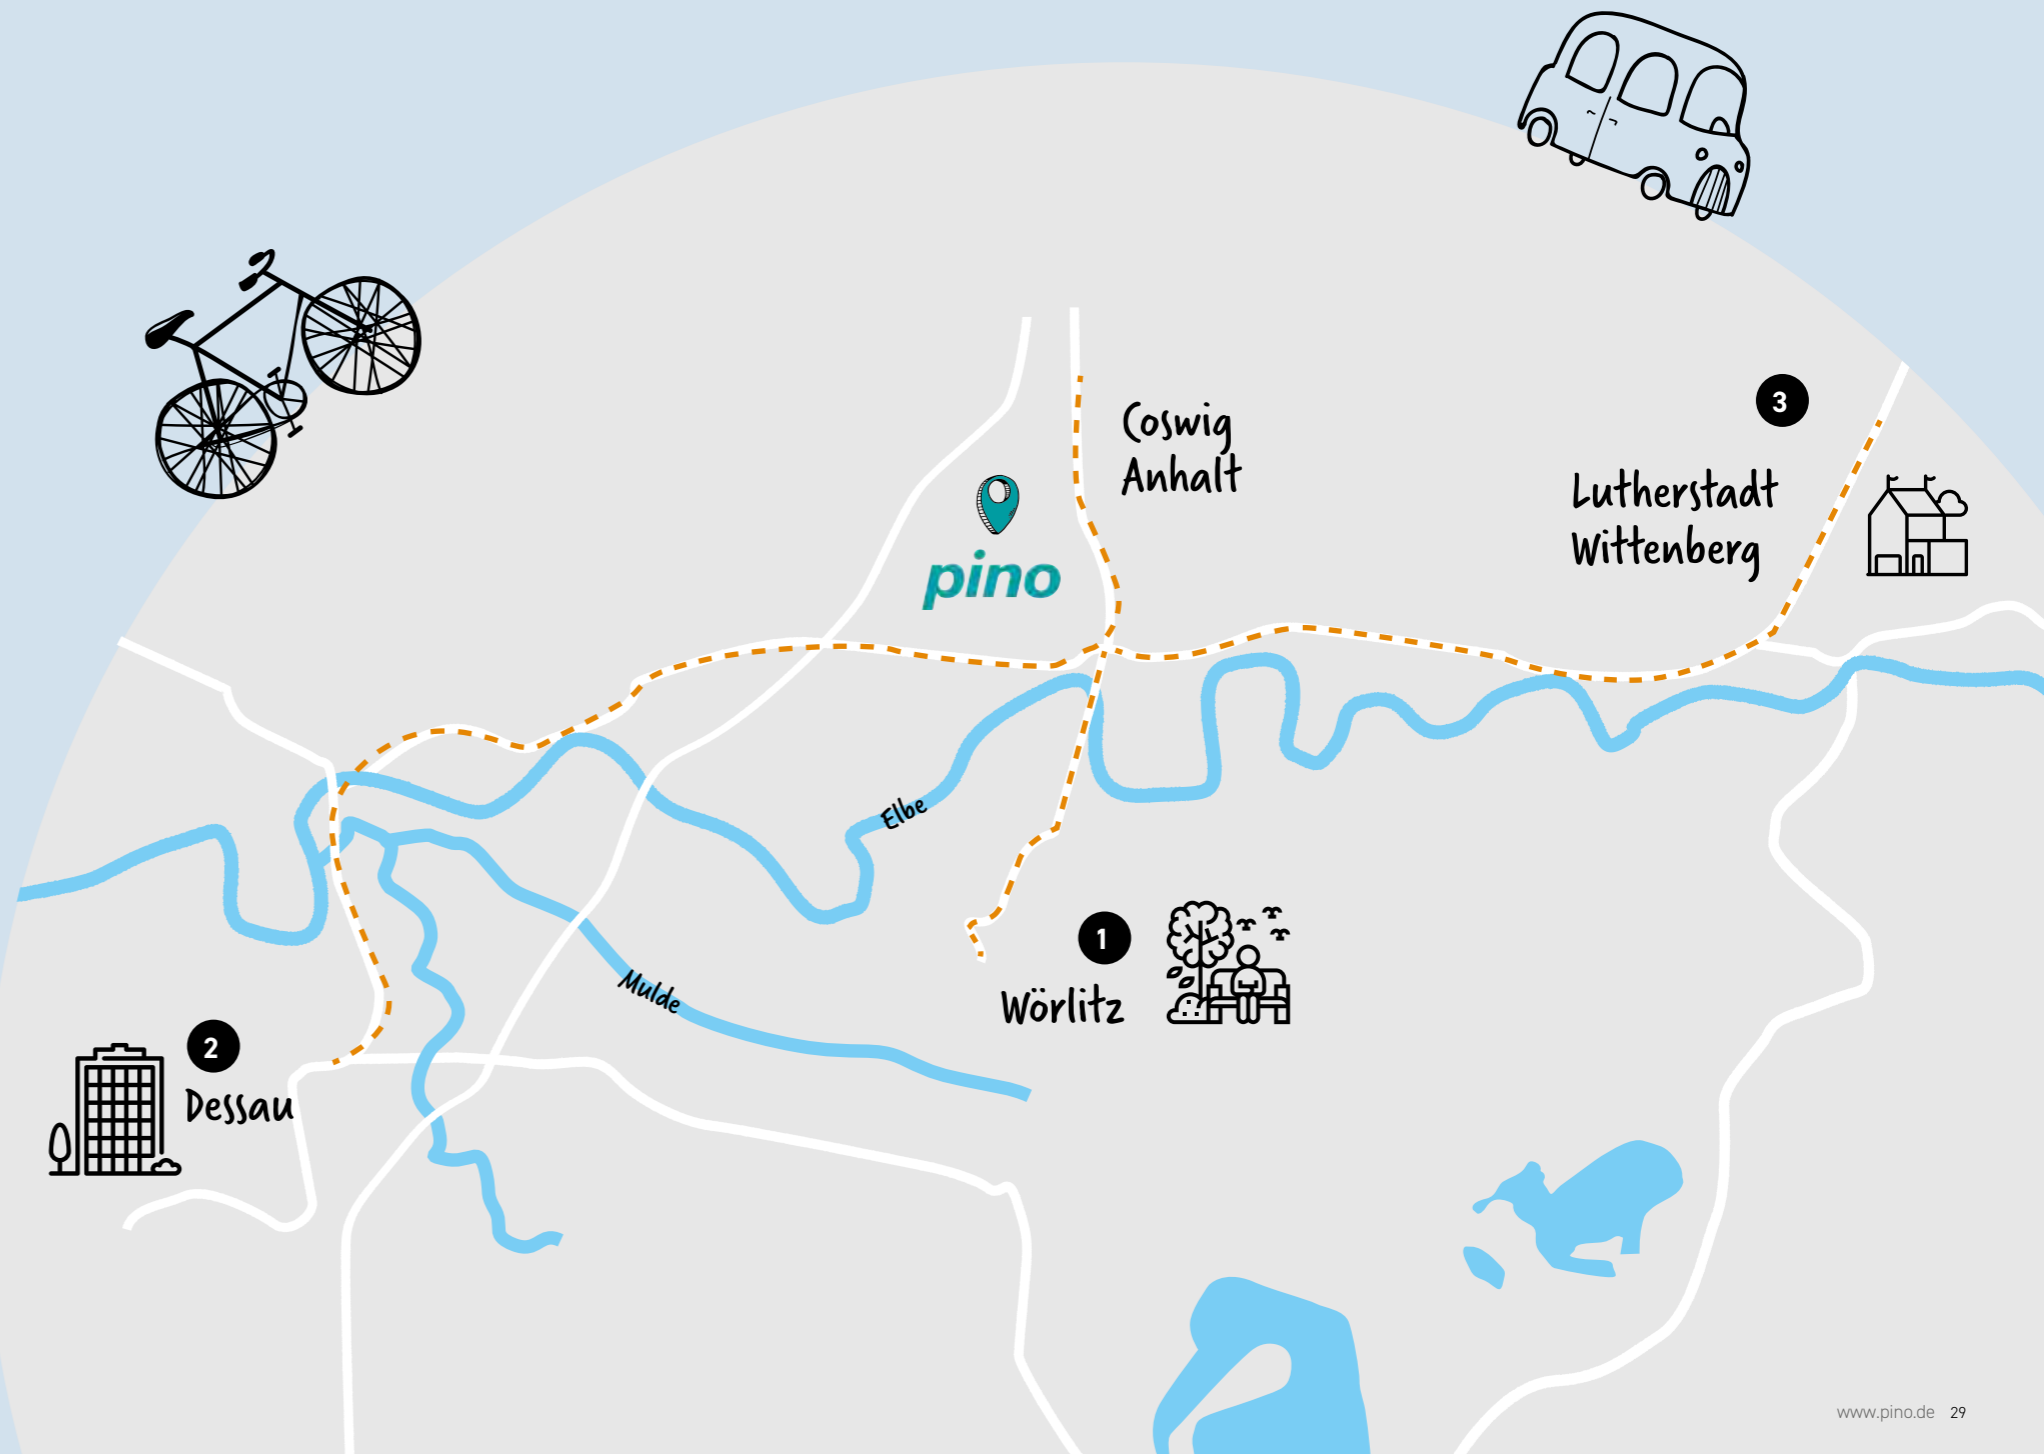 Coswig
Anhalt
3
Lutherstadt
Wittenberg
pino
Elbe
1
Wörlitz
Mulde
2
Dessau
www.pino.de 29